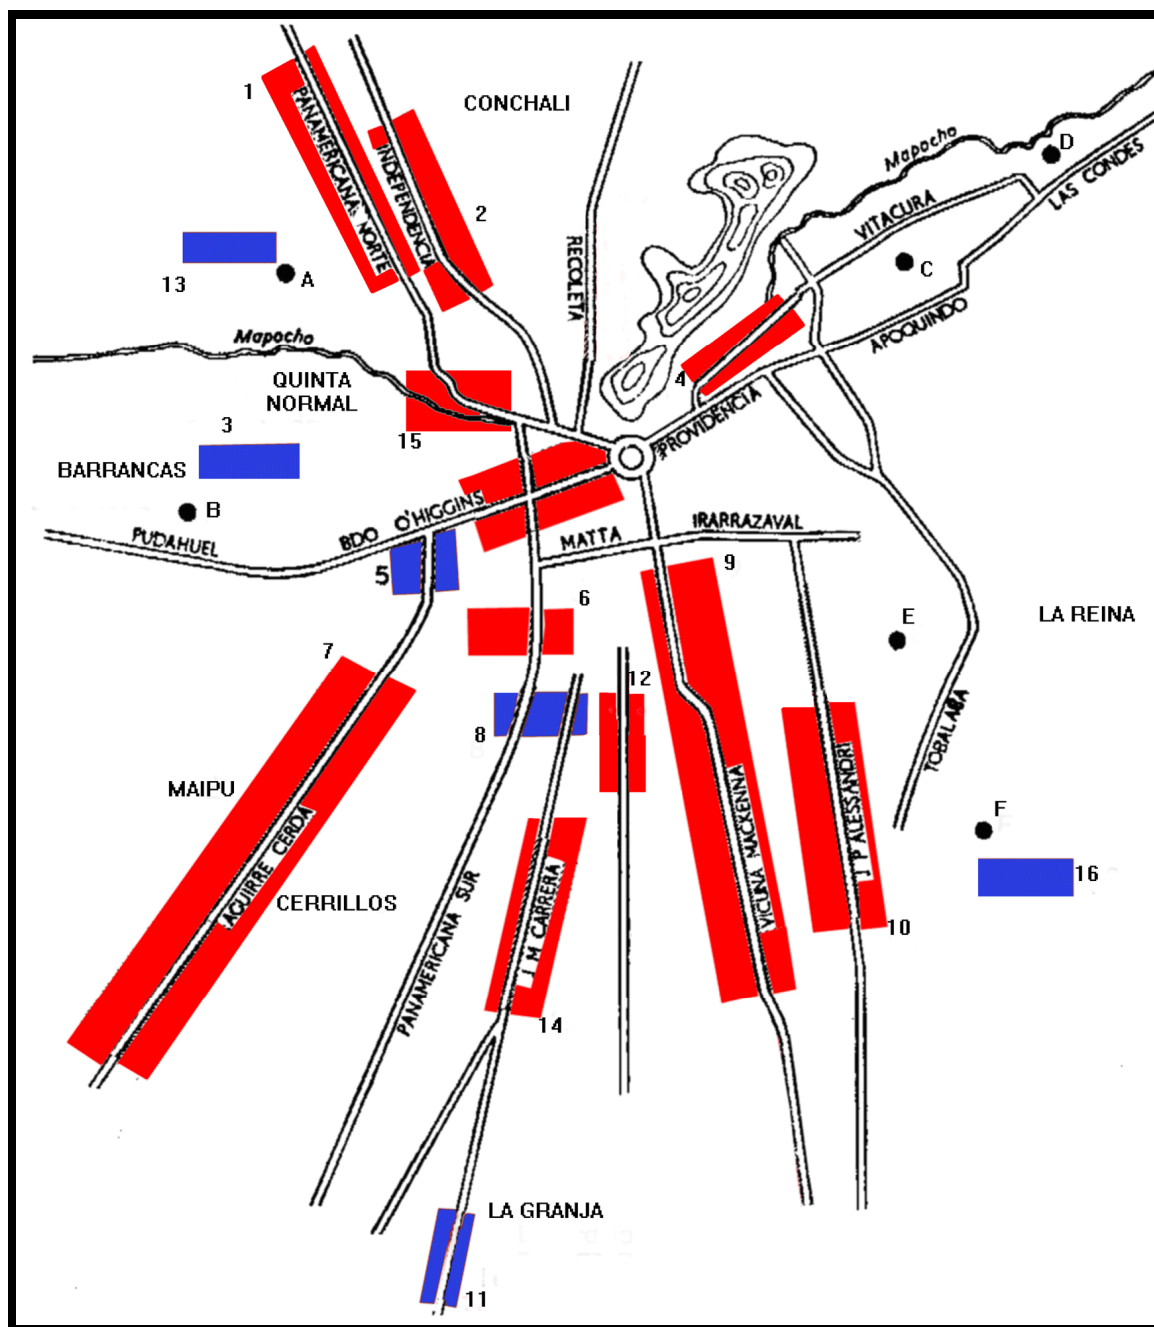 1
CONCHALI
PANAMERICANA NORTE
INDEPENDENCIA
Mapocho
D
LAS CONDES
2
VITACURA
RECOLETA
C
13
A
APOQUINDO
Mapocho
QUINTA
NORMAL
4
PROVIDENCIA
3
15
BARRANCAS
B
BDO O'HIGGINS
PUDAHUEL
MATTA
IRARRAZAVAL
5
9
6
E
LA REINA
7
12
8
TOBALABA
MAIPU
J P ALESSANDRI
VICUNA MACKENNA
F
AGUIRRE CERDA
16
CERRILLOS
PANAMERICANA SUR
J M CARRERA
10
14
LA GRANJA
11